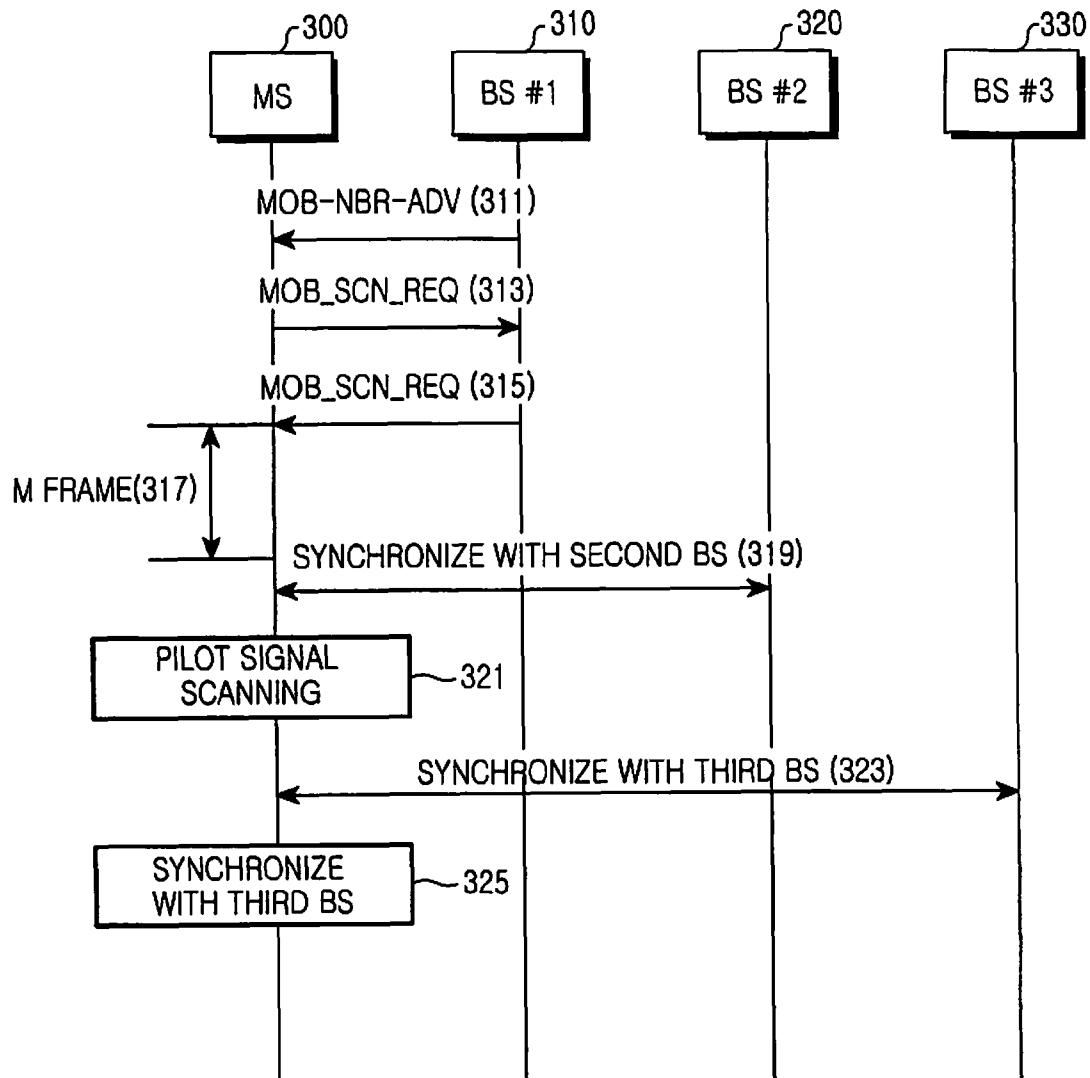 300
310
320
330
MS
BS #1
BS #2
BS #3
MOB-NBR-ADV (311)
MOB_SCN_REQ (313)
MOB_SCN_REQ (315)
M FRAME(317)
SYNCHRONIZE WITH SECOND BS (319)
PILOT SIGNAL
SCANNING
321
SYNCHRONIZE WITH THIRD BS (323)
SYNCHRONIZE
WITH THIRD BS
325